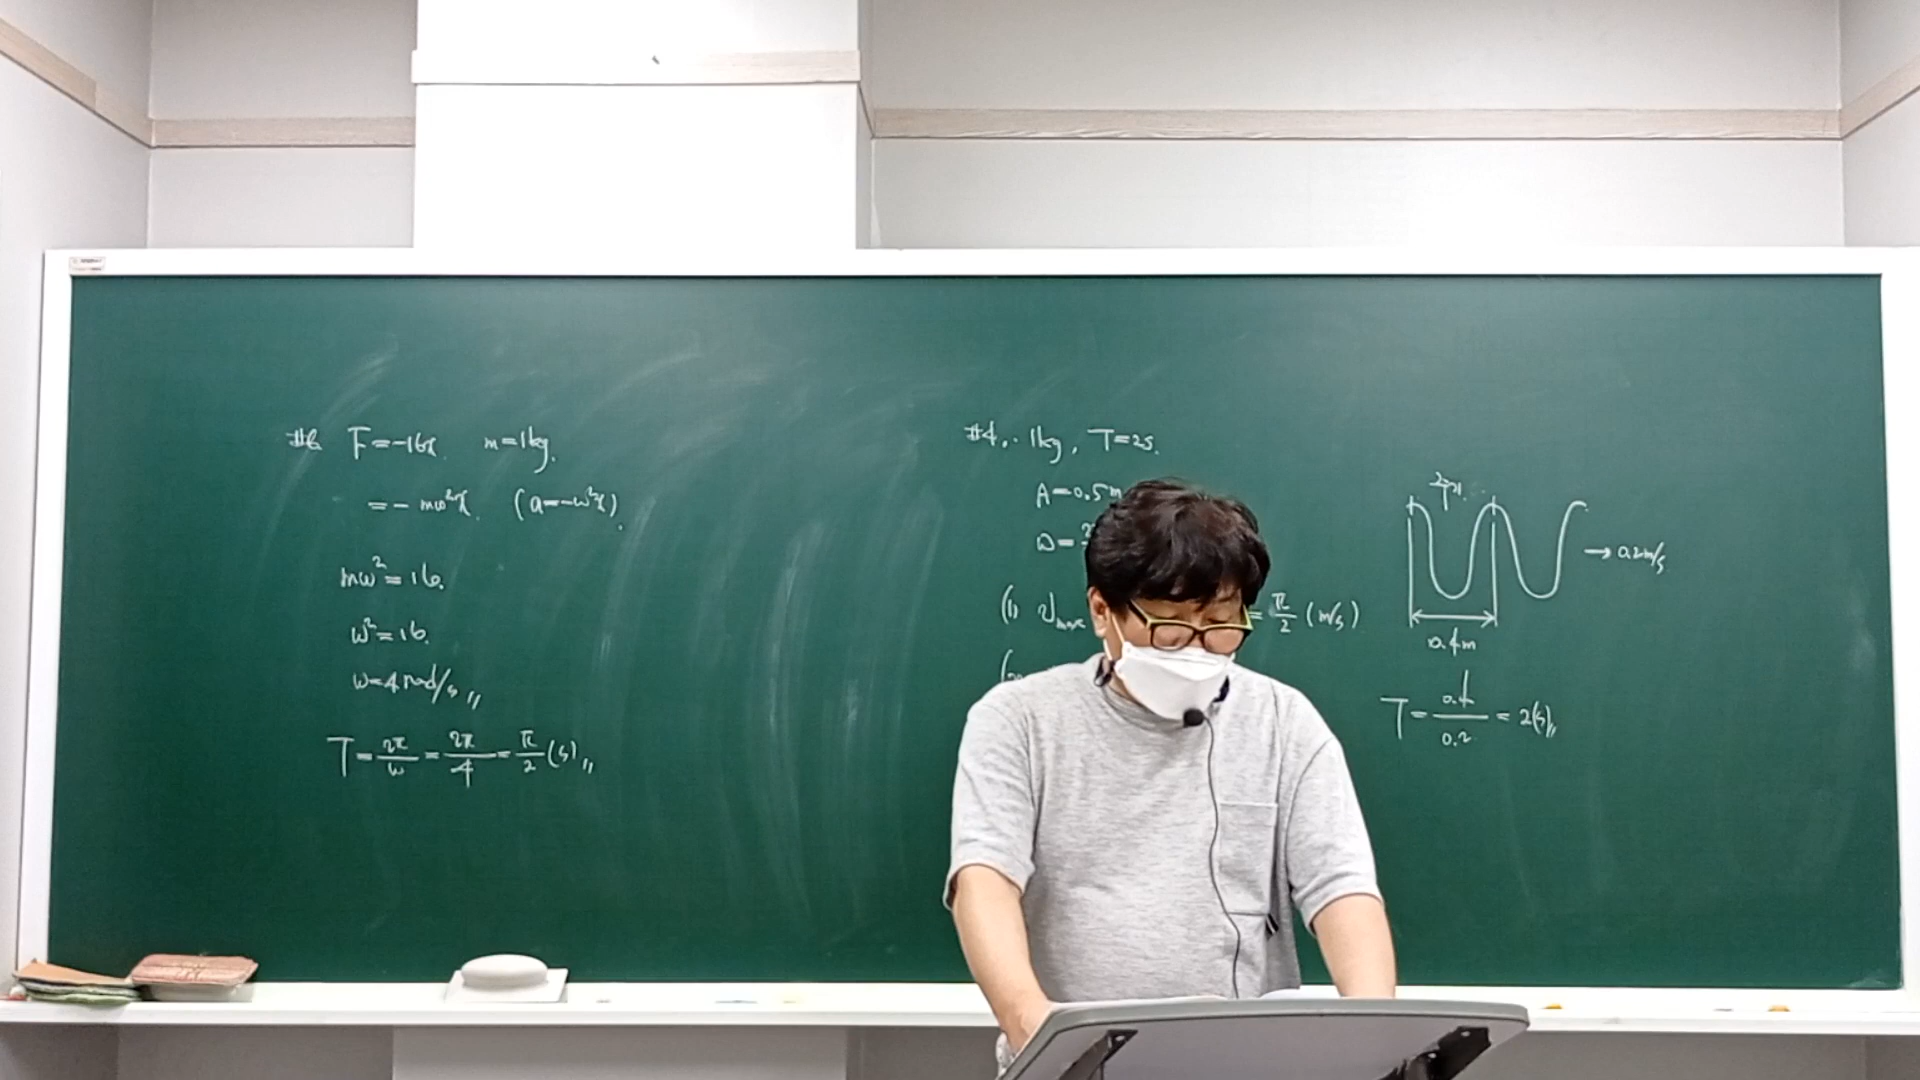 #6 F=-16x. m=1kg.
=-mω²x. (a=-ω²x).
mω²=16.
ω²=16.
ω=4rad/s 〃
T=2π/ω=2π/4=π/2(s) 〃
#4. 1kg, T=2s.
A=0.5m
ω=
(1) v max =π/2 (m/s)
→0.2m/s
0.4m
T=0.4/0.2=2(s) 〃